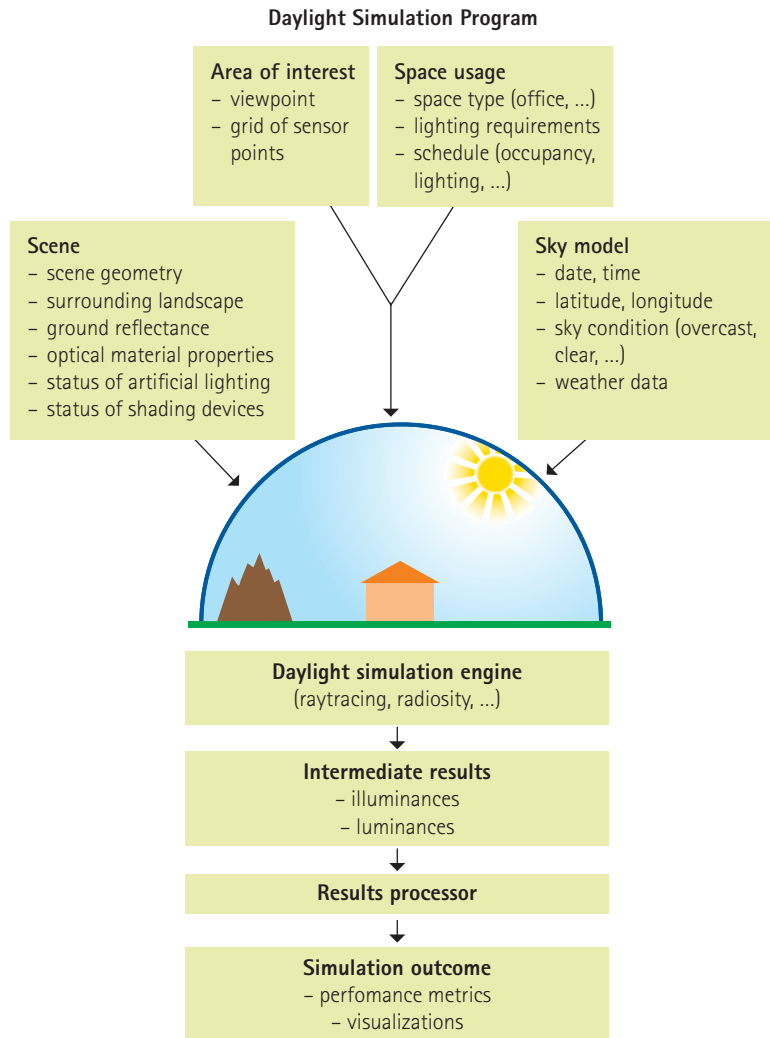 Daylight Simulation Program
Area of interest
– viewpoint
– grid of sensor
points
Space usage
– space type (office, ...)
– lighting requirements
– schedule (occupancy,
lighting, ...)
Scene
– scene geometry
– surrounding landscape
– ground reflectance
– optical material properties
– status of artificial lighting
– status of shading devices
Sky model
– date, time
– latitude, longitude
– sky condition (overcast,
clear, ...)
– weather data
Daylight simulation engine
(raytracing, radiosity, ...)
Intermediate results
– illuminances
– luminances
Results processor
Simulation outcome
– perfomance metrics
– visualizations